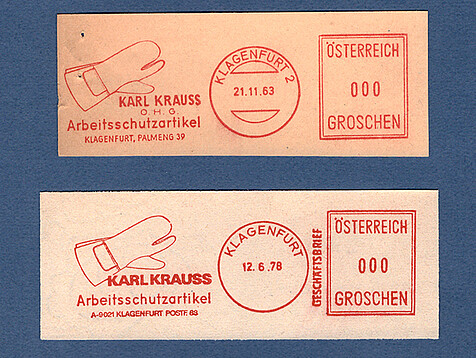 KARL KRAUSS
O.H.G.
Arbeitsschutzartikel
KLAGENFURT, PALMENG 39
KLAGENFURT 2
21.11.63
ÖSTERREICH
000
GROSCHEN
KARL KRAUSS
Arbeitsschutzartikel
A-9021 KLAGENFURT POSTF. 63
KLAGENFURT
12.6.78
GESCHÄFTSBRIEF
ÖSTERREICH
000
GROSCHEN